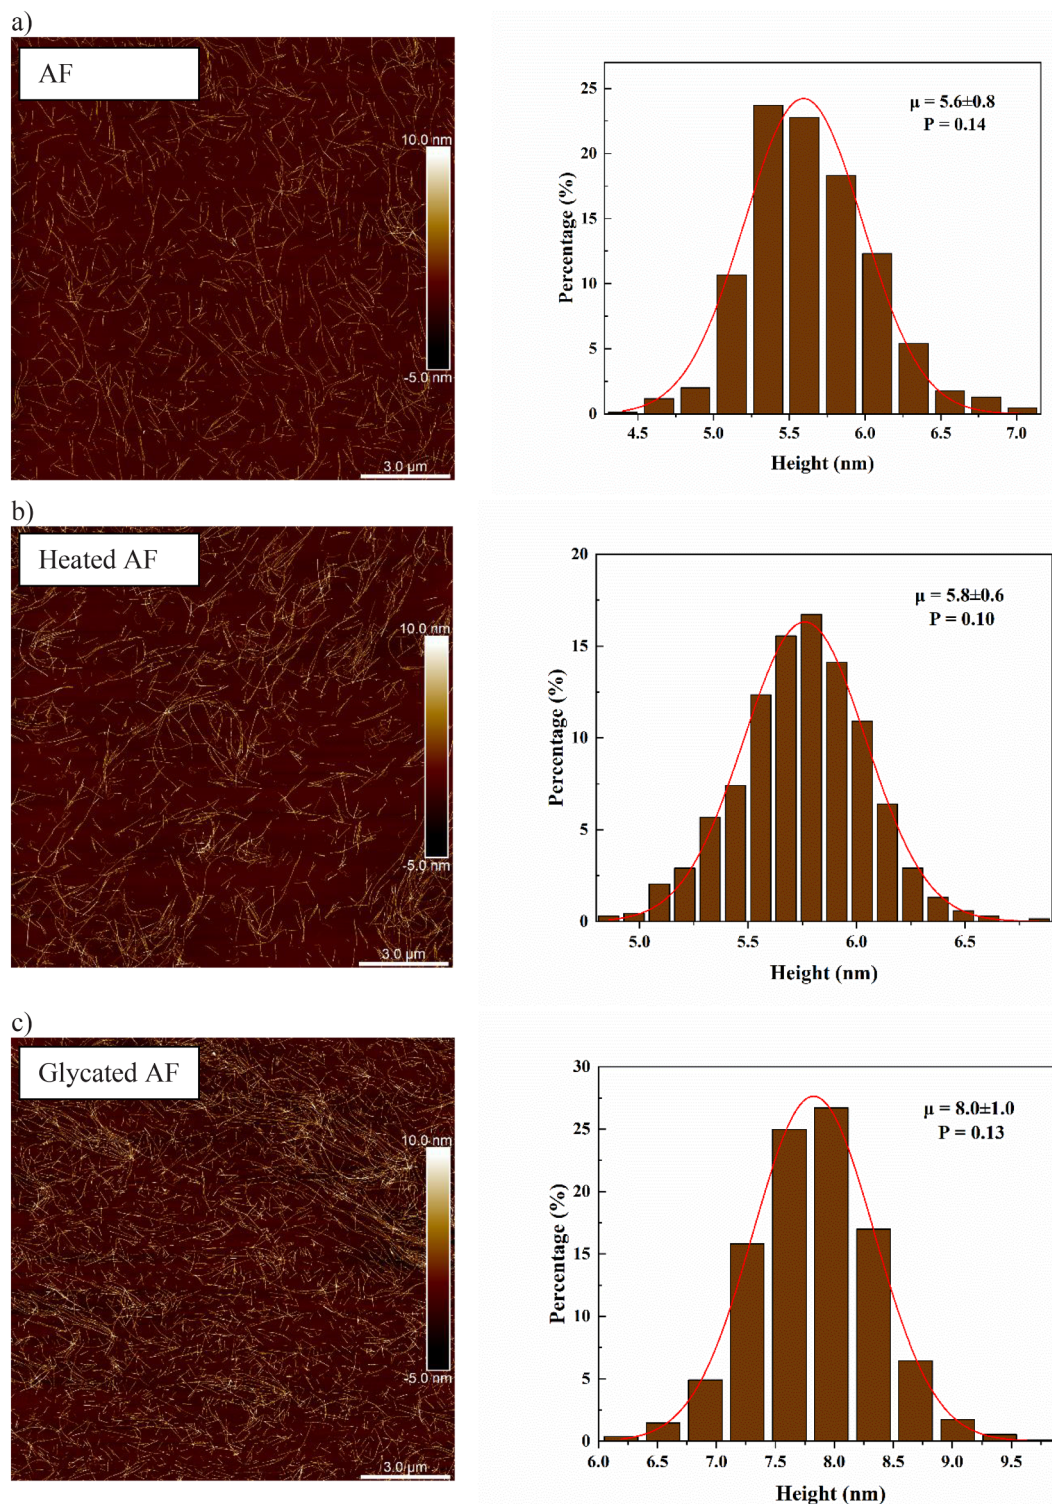 a)
AF
10.0 nm
-5.0 nm
3.0 µm
25
20
15
10
5
0
Percentage (%)
µ = 5.6±0.8
P = 0.14
4.5 5.0 5.5 6.0 6.5 7.0
Height (nm)
b)
Heated AF
10.0 nm
-5.0 nm
3.0 µm
20
15
10
5
0
Percentage (%)
µ = 5.8±0.6
P = 0.10
5.0 5.5 6.0 6.5
Height (nm)
c)
Glycated AF
10.0 nm
-5.0 nm
3.0 µm
30
25
20
15
10
5
0
Percentage (%)
µ = 8.0±1.0
P = 0.13
6.0 6.5 7.0 7.5 8.0 8.5 9.0 9.5
Height (nm)